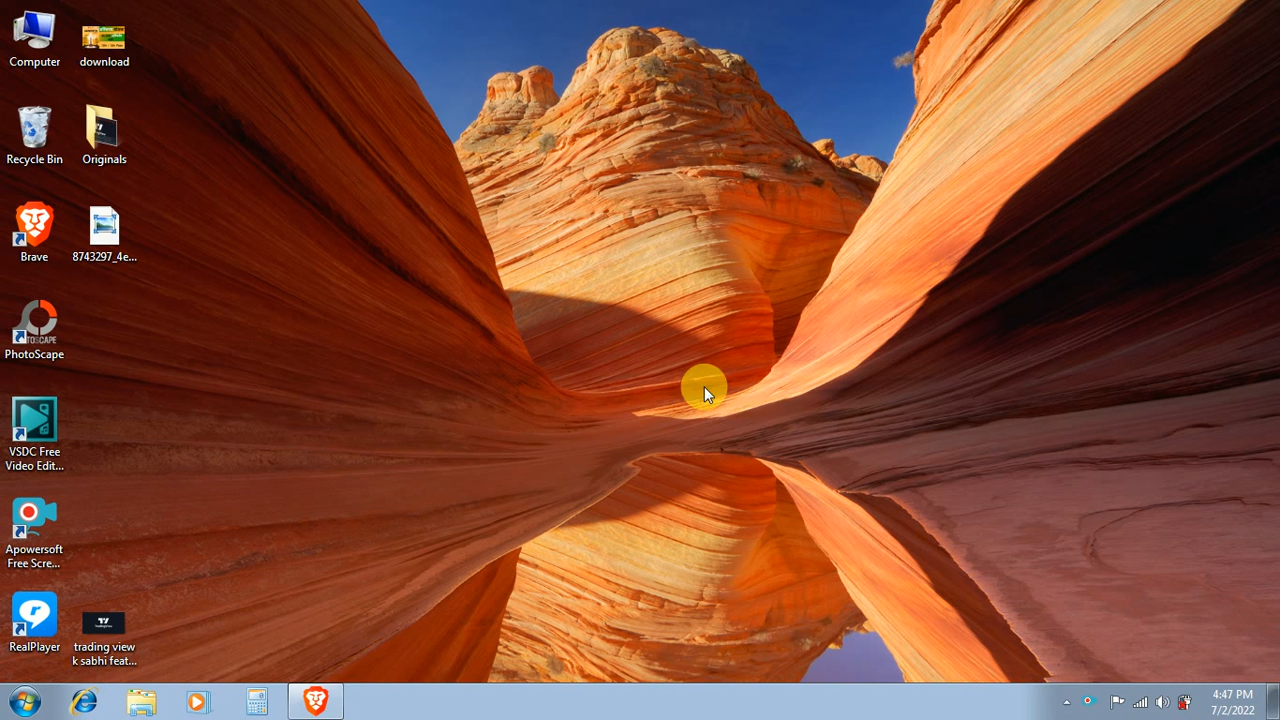 Computer
download
Recycle Bin
Originals
Brave
8743297_4e...
PhotoScape
VSDC Free
Video Edit...
Apowersoft
Free Scre...
RealPlayer
trading view
k sabhi feat...
4:47 PM
7/2/2022